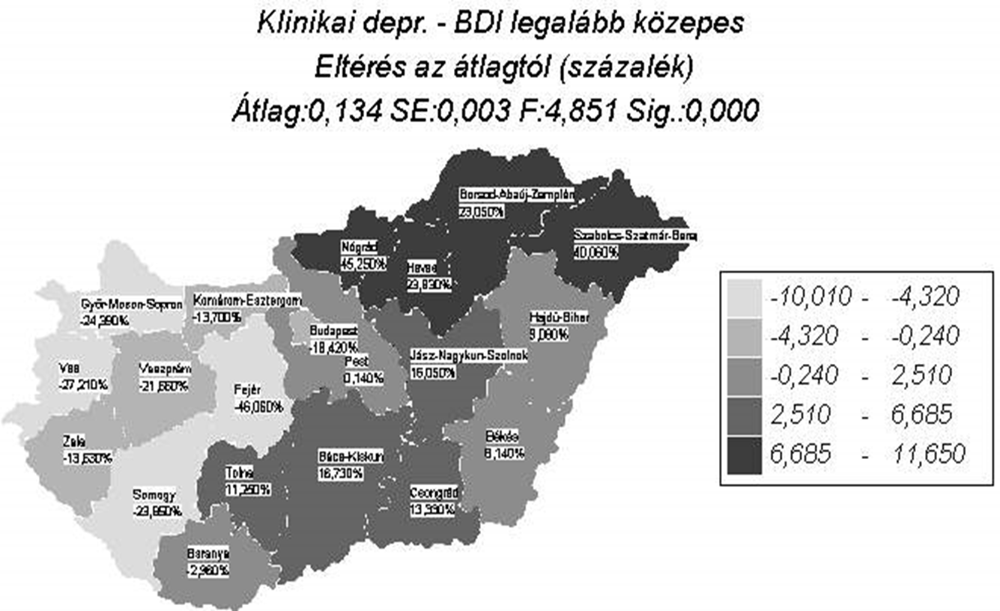 Klinikai depr. - BDI legalább közepes
Eltérés az átlagtól (százalék)
Átlag:0,134 SE:0,003 F:4,851 Sig.:0,000
Borsod-Abaúj-Zemplén
23,050%
Szabolcs-Szatmár-Bereg
40,060%
Nógrád
45,250%
Heves
23,830%
Győr-Moson-Sopron
-24,390%
Komárom-Esztergom
-13,700%
Budapest
-18,420%
Pest
0,140%
Hajdú-Bihar
9,080%
Jász-Nagykun-Szolnok
16,050%
Vas
-27,210%
Veszprém
-21,660%
Fejér
-46,060%
Zala
-13,630%
Békés
8,140%
Bács-Kiskun
16,730%
Tolna
11,250%
Somogy
-23,850%
Csongrád
13,390%
Baranya
-2,960%
-10,010 - -4,320
-4,320 - -0,240
-0,240 - 2,510
2,510 - 6,685
6,685 - 11,650